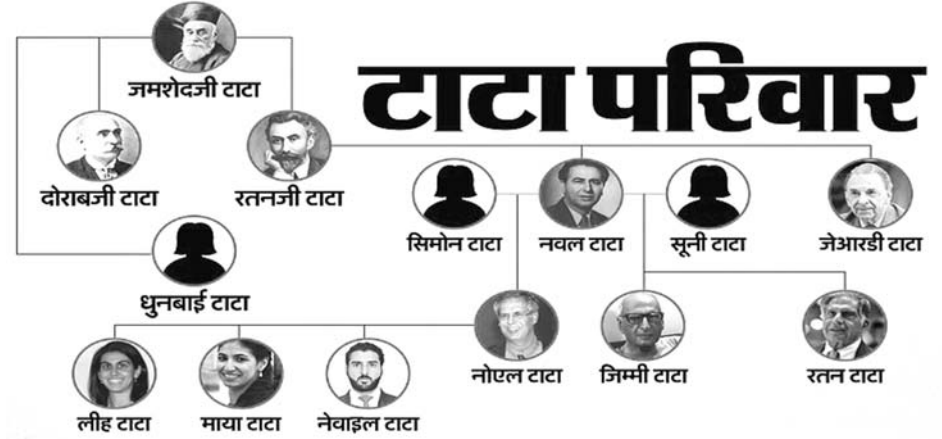 जमशेदजी टाटा
टाटा परिवार
दोराबजी टाटा
रतनजी टाटा
सिमोन टाटा
नवल टाटा
सूनी टाटा
जेआरडी टाटा
धुनबाई टाटा
नोएल टाटा
जिम्मी टाटा
रतन टाटा
लीह टाटा
माया टाटा
नेवाइल टाटा